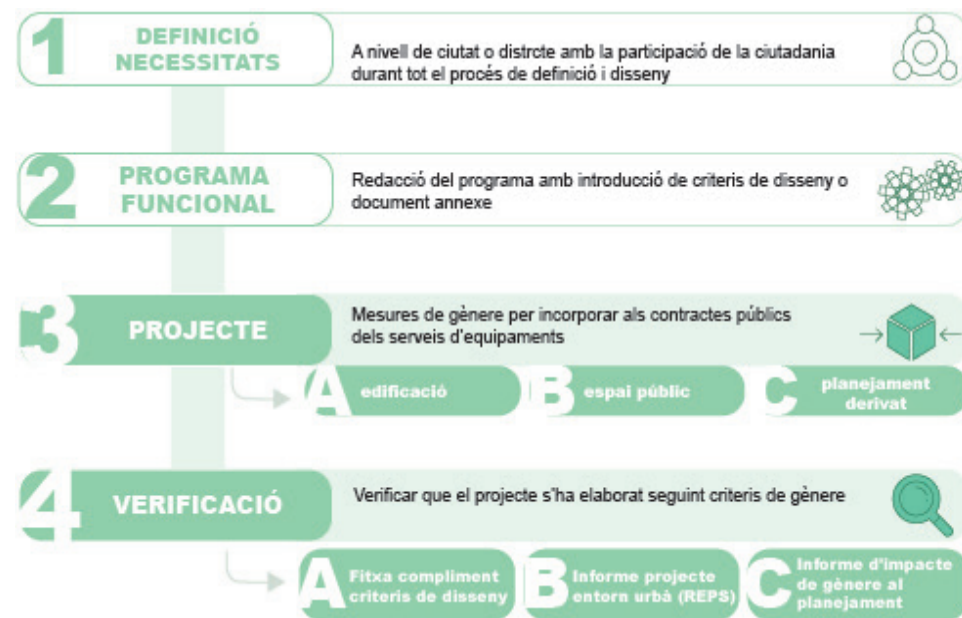 1
DEFINICIÓ
NECESSITATS
A nivell de ciutat o distrcte amb la participació de la ciutadania
durant tot el procés de definició i disseny
2
PROGRAMA
FUNCIONAL
Redacció del programa amb introducció de criteris de disseny o
document annexe
3
PROJECTE
Mesures de gènere per incorporar als contractes públics
dels serveis d'equipaments
A
edificació
B
espai públic
C
planejament
derivat
4
VERIFICACIÓ
Verificar que el projecte s'ha elaborat seguint criteris de gènere
A
Fitxa compliment
criteris de disseny
B
Informe projecte
entorn urbà (REPS)
C
Informe d'impacte
de gènere al
planejament